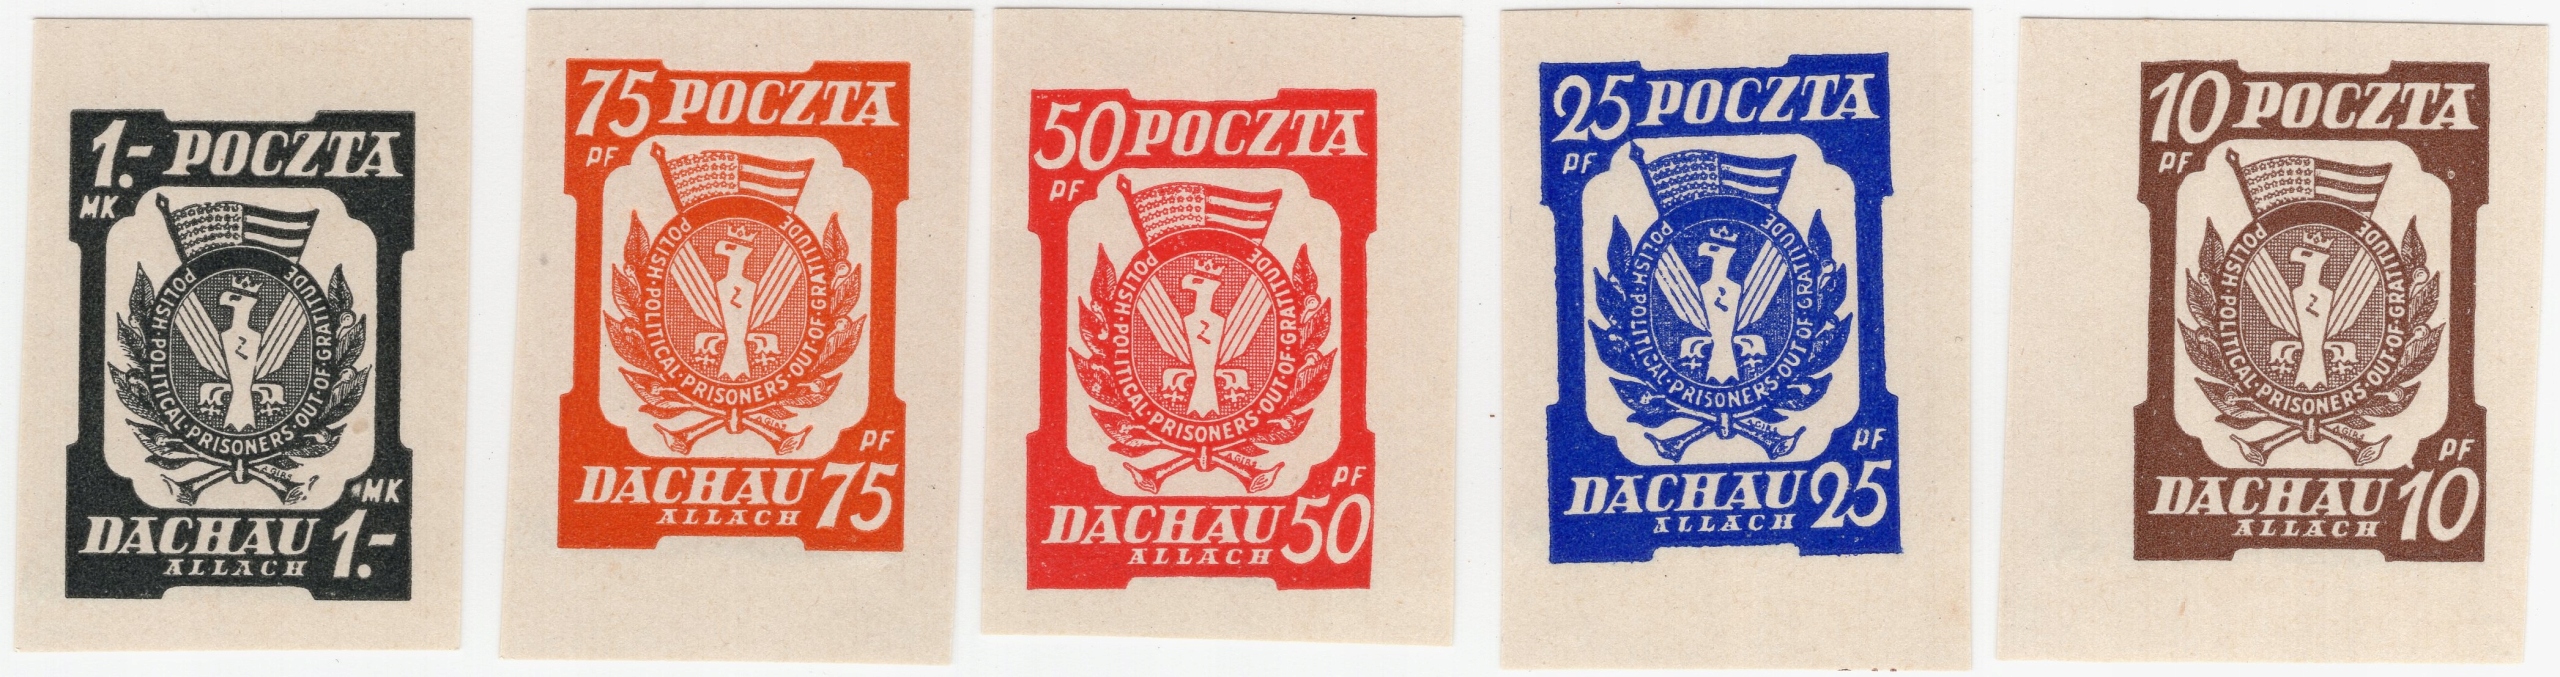 1.- POCZTA
MK
POLISH·POLITICAL·PRISONERS·OUT·OF·GRATITUDE
MK
DACHAU 1.-
ALLACH
75 POCZTA
PF
POLISH·POLITICAL·PRISONERS·OUT·OF·GRATITUDE
PF
DACHAU 75
ALLACH
50 POCZTA
PF
POLISH·POLITICAL·PRISONERS·OUT·OF·GRATITUDE
PF
DACHAU 50
ALLACH
25 POCZTA
PF
POLISH·POLITICAL·PRISONERS·OUT·OF·GRATITUDE
PF
DACHAU 25
ALLACH
10 POCZTA
PF
POLISH·POLITICAL·PRISONERS·OUT·OF·GRATITUDE
PF
DACHAU 10
ALLACH